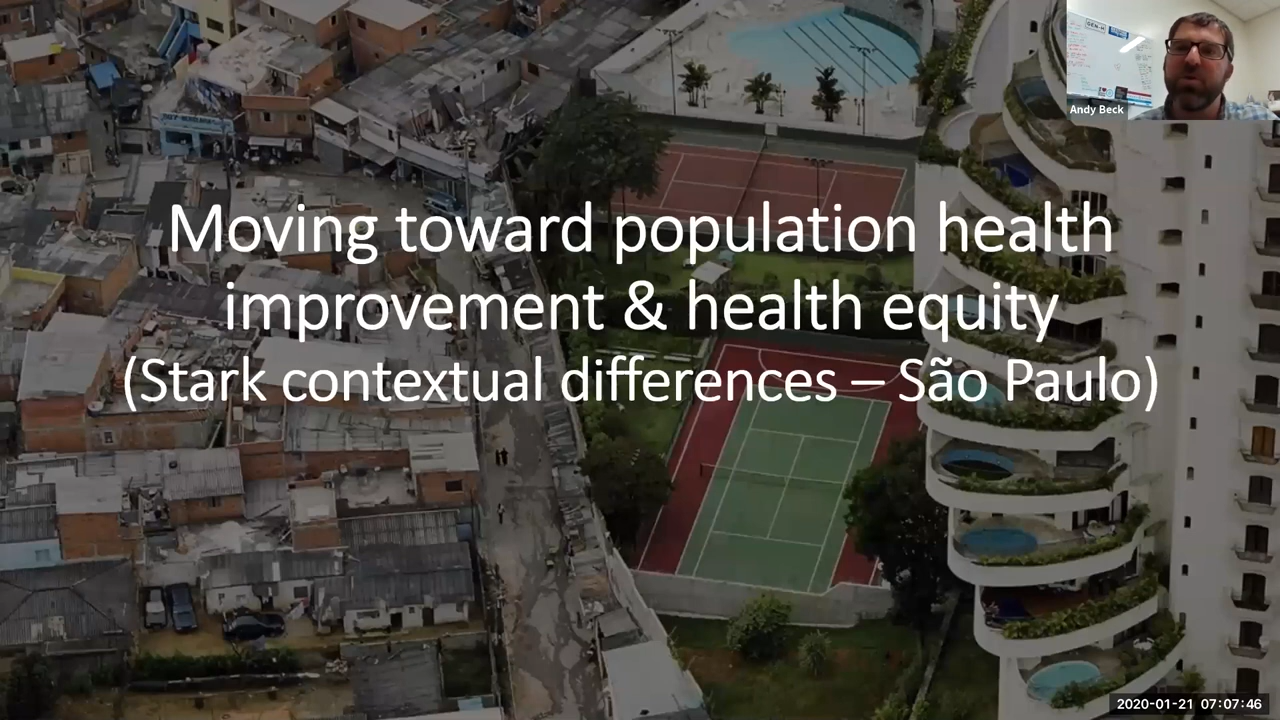 Andy Beck
Moving toward population health
improvement & health equity
(Stark contextual differences – São Paulo)
2020-01-21 07:07:46